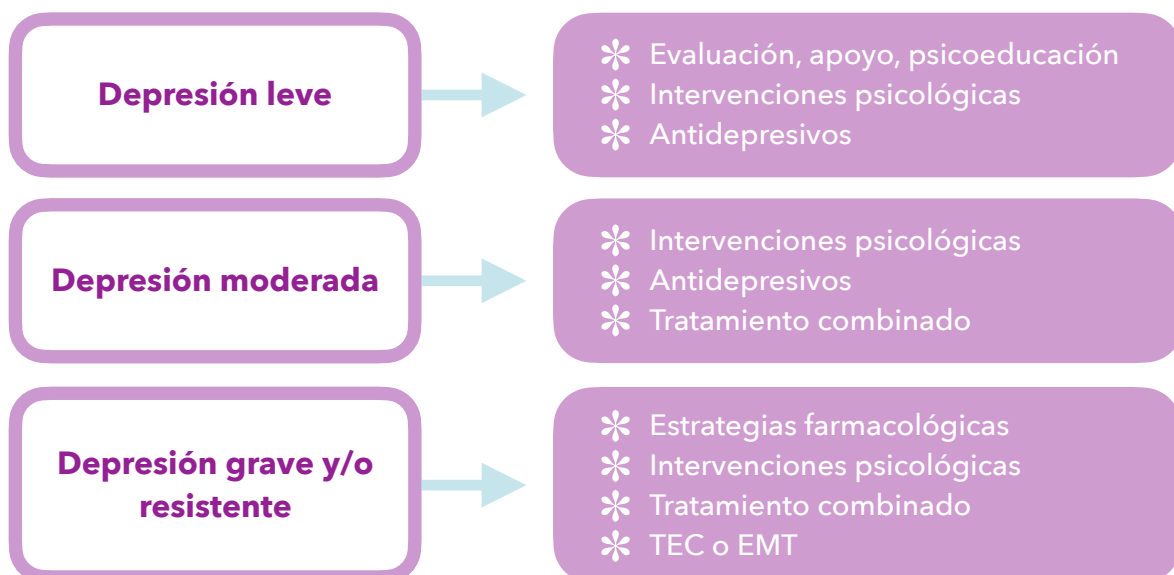 Depresión leve
✼ Evaluación, apoyo, psicoeducación
✼ Intervenciones psicológicas
✼ Antidepresivos
Depresión moderada
✼ Intervenciones psicológicas
✼ Antidepresivos
✼ Tratamiento combinado
Depresión grave y/o
resistente
✼ Estrategias farmacológicas
✼ Intervenciones psicológicas
✼ Tratamiento combinado
✼ TEC o EMT